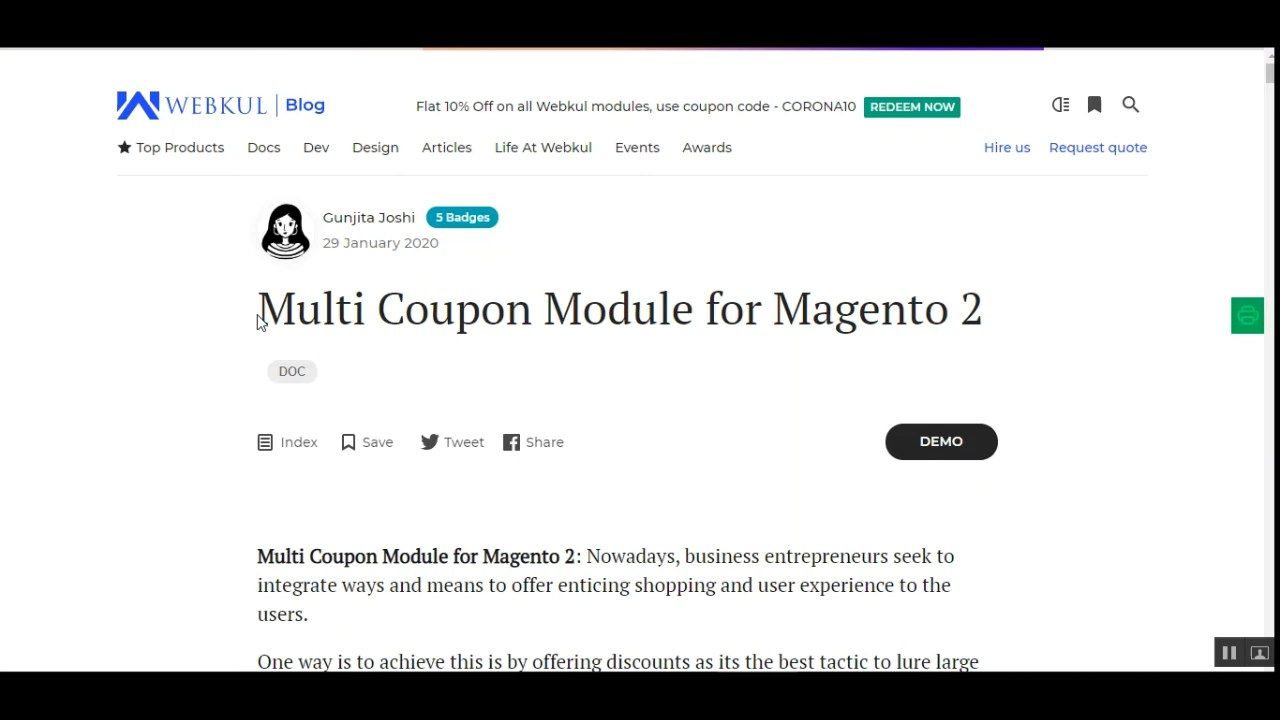 WEBKUL | Blog
Flat 10% Off on all Webkul modules, use coupon code - CORONA10 REDEEM NOW
Top Products Docs Dev Design Articles Life At Webkul Events Awards Hire us Request quote
Gunjita Joshi 5 Badges
29 January 2020
Multi Coupon Module for Magento 2
DOC
Index Save Tweet Share DEMO
Multi Coupon Module for Magento 2: Nowadays, business entrepreneurs seek to
integrate ways and means to offer enticing shopping and user experience to the
users.
One way is to achieve this is by offering discounts as its the best tactic to lure large